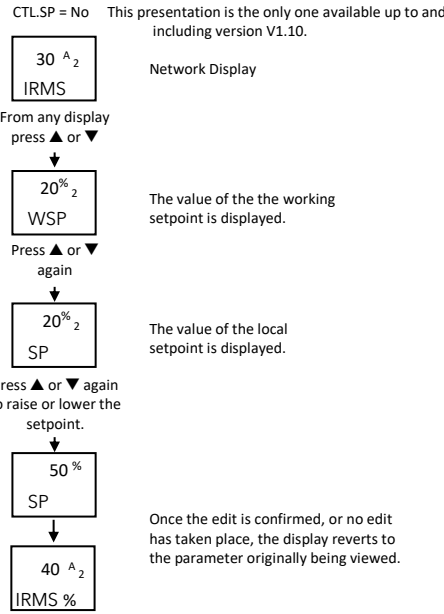 CTL.SP = No This presentation is the only one available up to and
including version V1.10.
30 A 2
IRMS
Network Display
From any display
press ▲ or ▼
20% 2
WSP
The value of the the working
setpoint is displayed.
Press ▲ or ▼
again
20% 2
SP
The value of the local
setpoint is displayed.
ress ▲ or ▼ again
o raise or lower the
setpoint.
50 %
SP
Once the edit is confirmed, or no edit
has taken place, the display reverts to
the parameter originally being viewed.
40 A 2
IRMS %